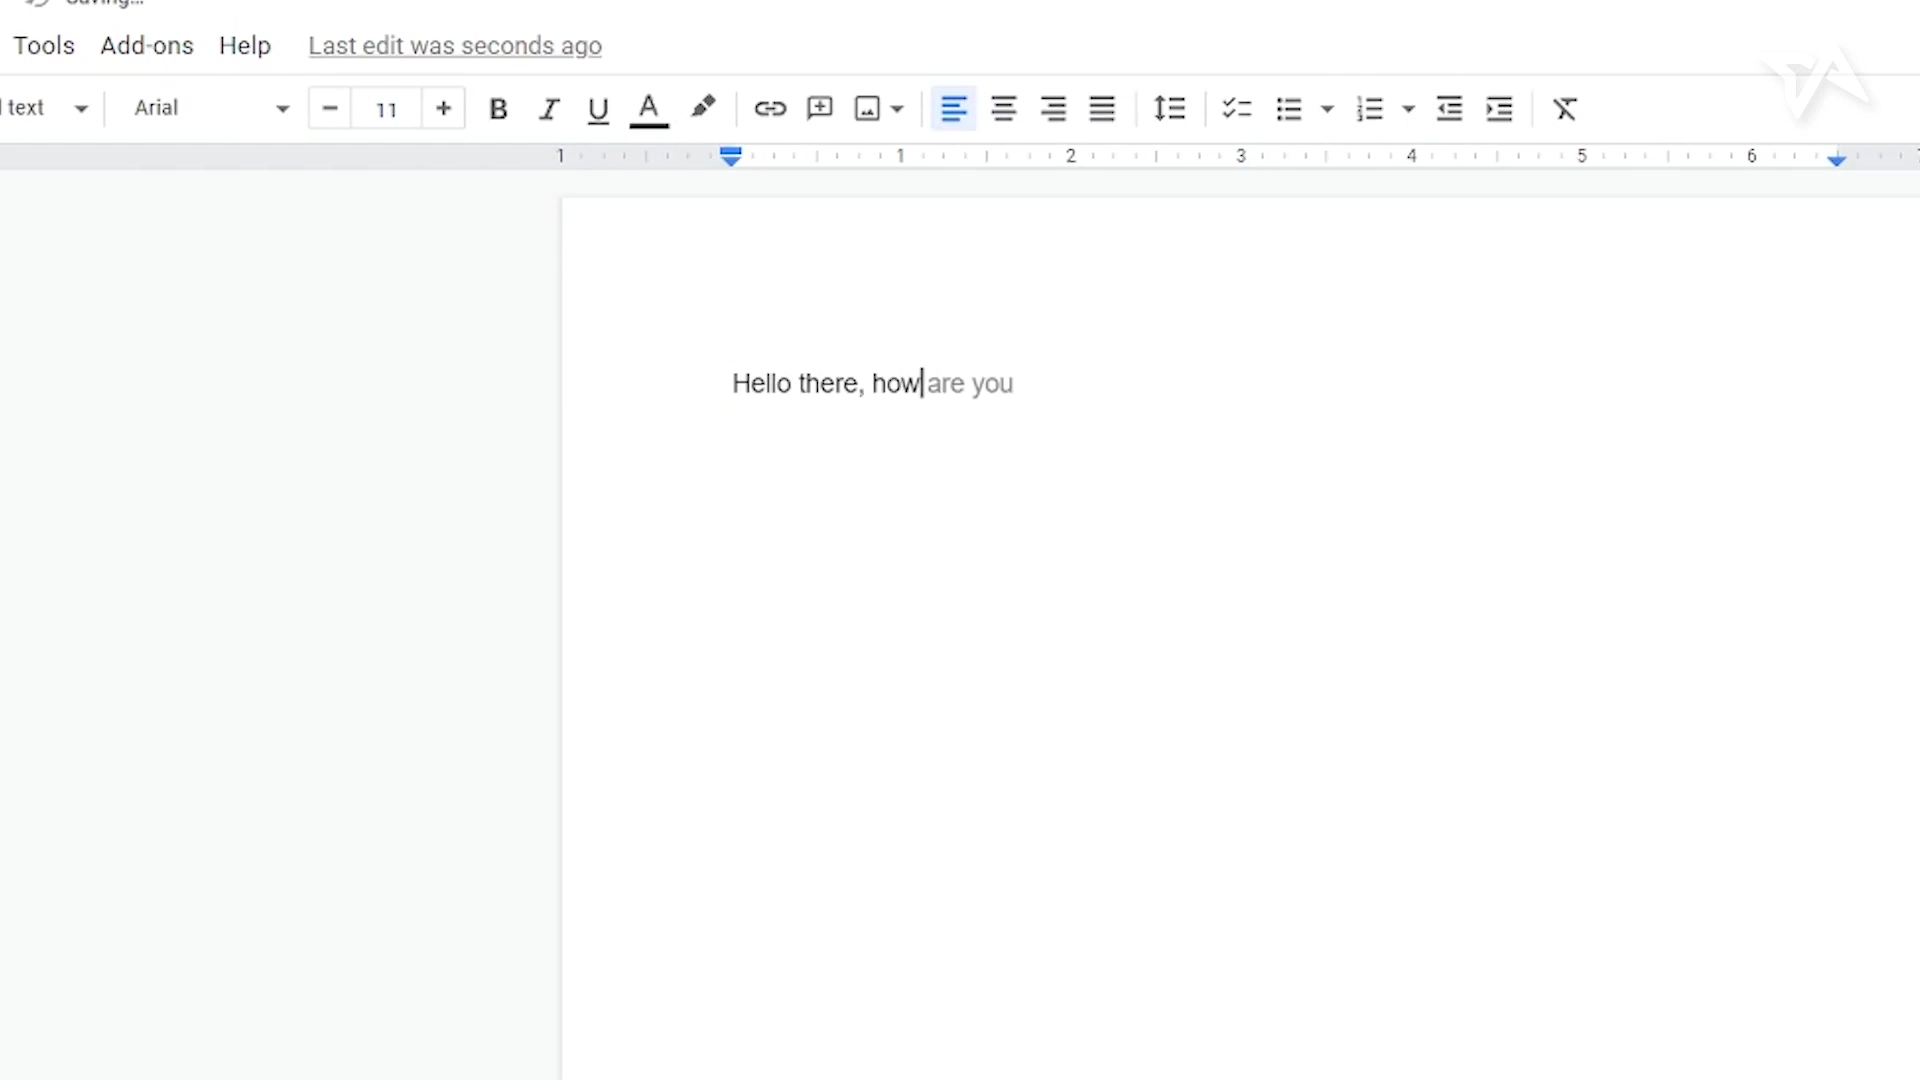 Saving...
Tools Add-ons Help Last edit was seconds ago
text Arial 11
1 1 2 3 4 5 6
Hello there, how are you